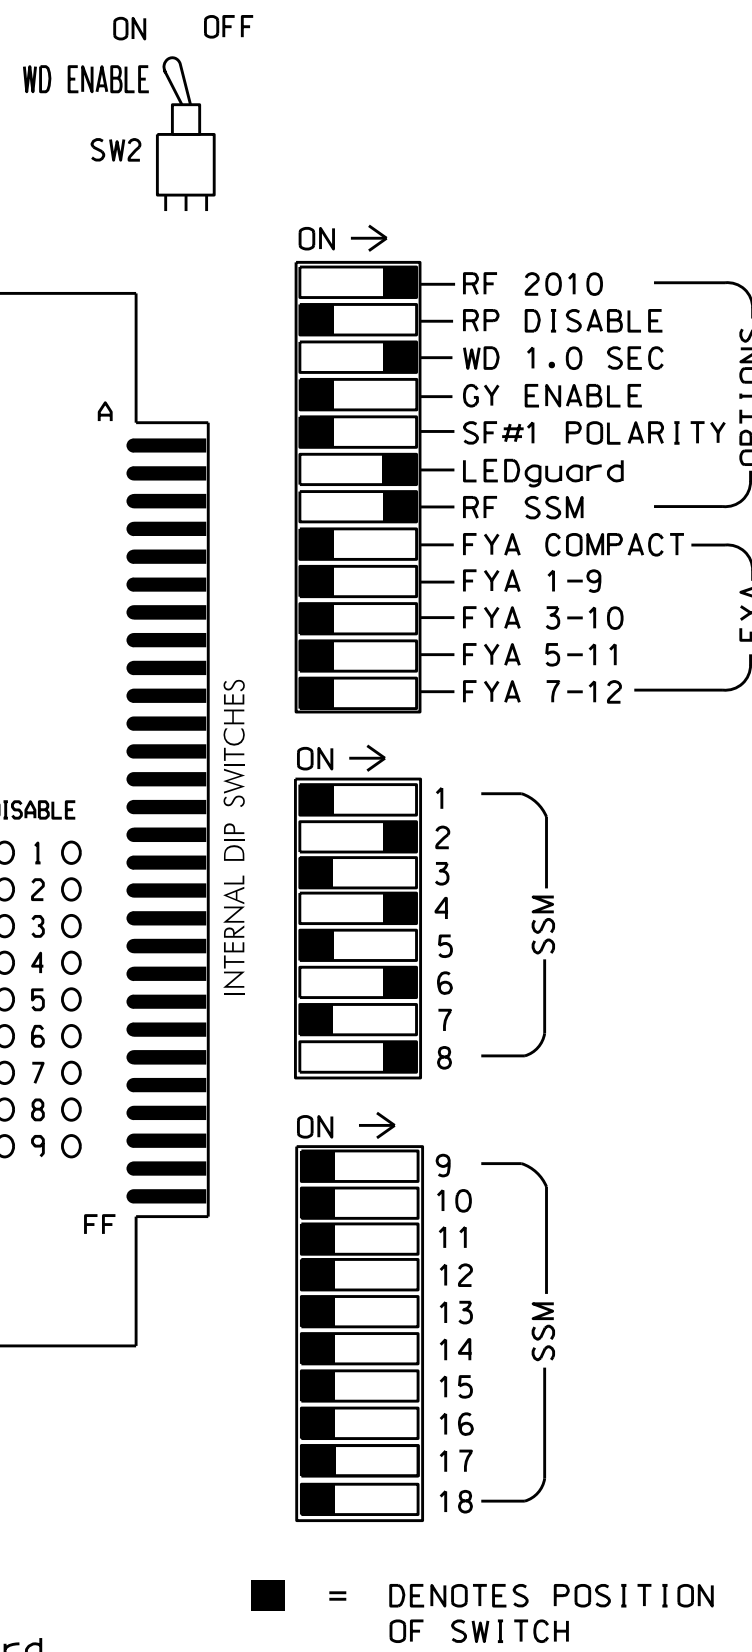 ON OFF
WD ENABLE
SW2
ON
RF 2010
RP DISABLE
WD 1.0 SEC
GY ENABLE
SF#1 POLARITY
LEDguard
RF SSM
OPTIONS
FYA COMPACT
FYA 1-9
FYA 3-10
FYA 5-11
FYA 7-12
FYA
A
FF
INTERNAL DIP SWITCHES
1
2
3
4
5
6
7
8
9
ON
1
2
3
4
5
6
7
8
SSM
ON
9
10
11
12
13
14
15
16
17
18
SSM
= DENOTES POSITION
OF SWITCH